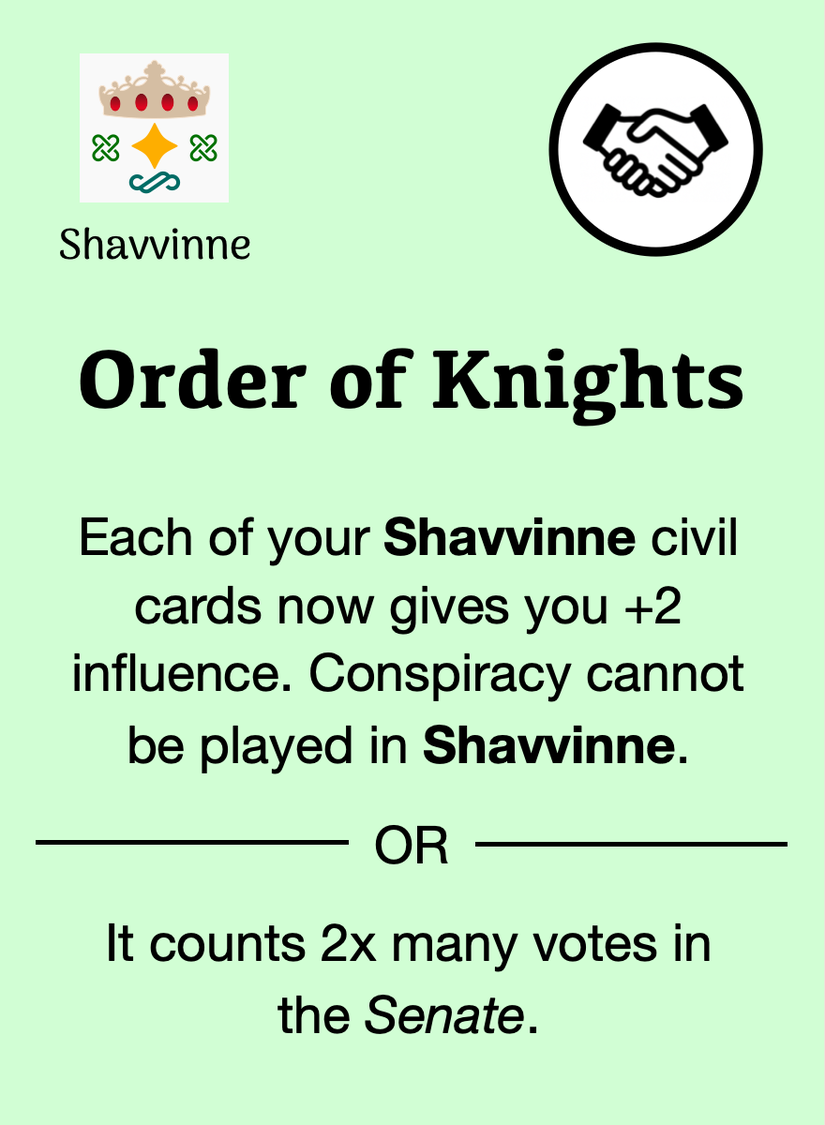 Shavvinne
Order of Knights
Each of your Shavvinne civil
cards now gives you +2
influence. Conspiracy cannot
be played in Shavvinne.
OR
It counts 2x many votes in
the Senate.